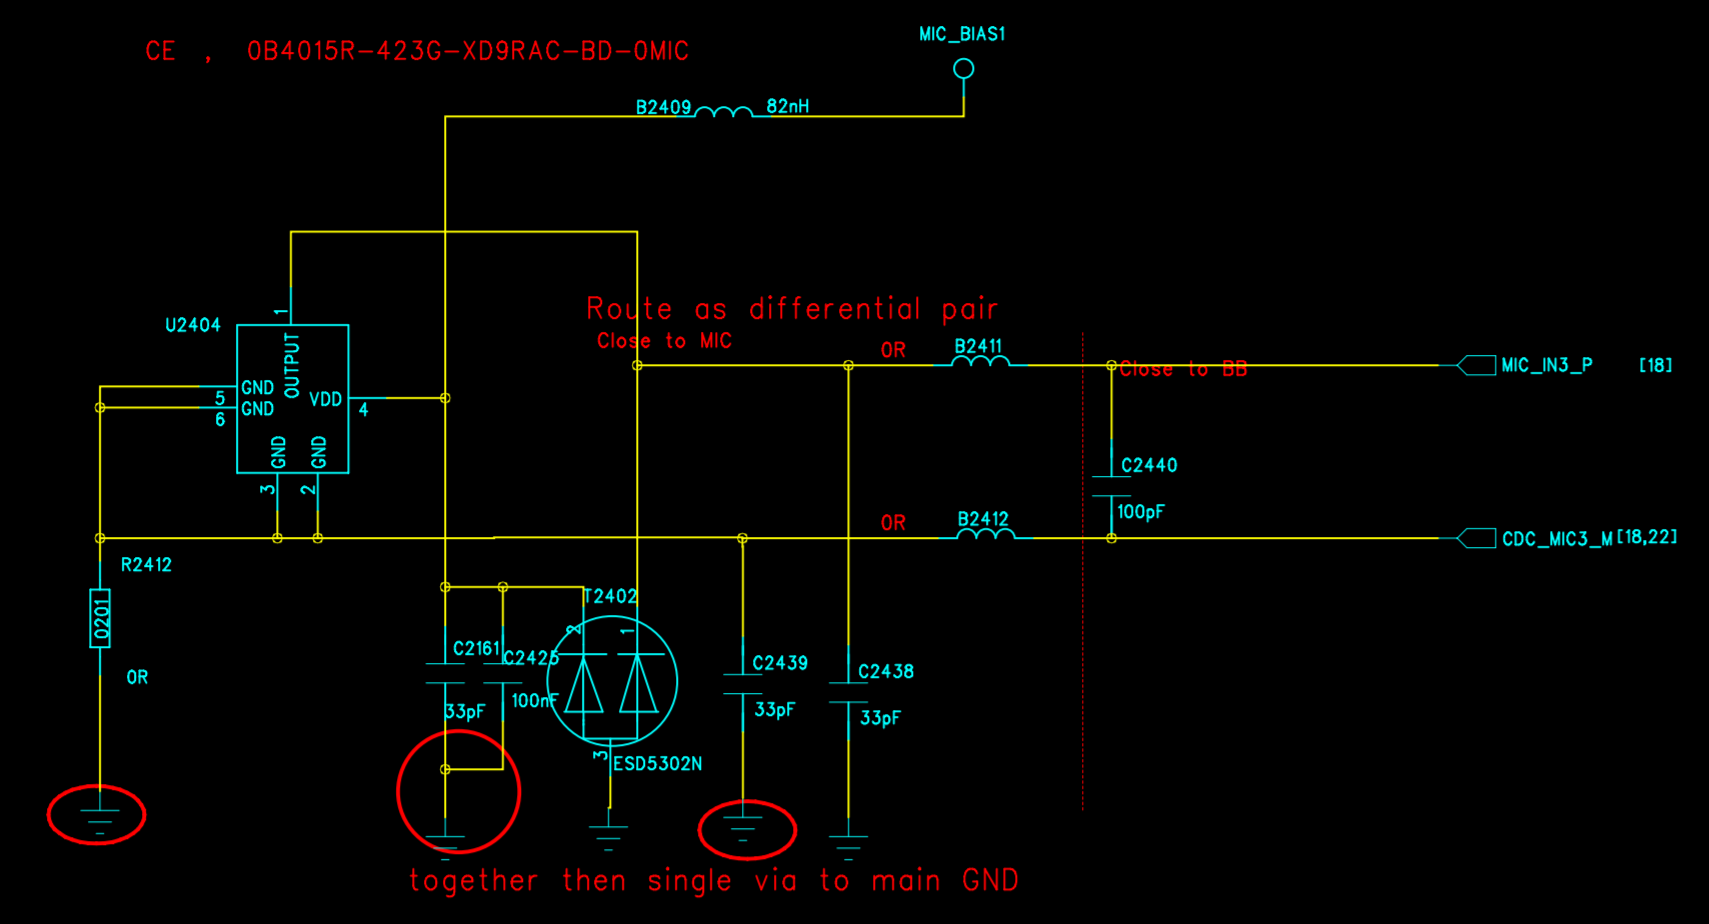 MIC_BIAS1
CE , OB4015R-423G-XD9RAC-BD-OMIC
B2409 82nH
Route as differential pair
Close to MIC
U2404
1
OUTPUT
GND
5
GND
6
VDD
4
GND
GND
3
2
OR
B2411
Close to BB
MIC_IN3_P [18]
C2440
100pF
OR
B2412
CDC_MIC3_M [18,22]
R2412
0201
OR
T2402
2
1
C2161
C2425
33pF
100nF
3
ESD5302N
C2439
33pF
C2438
33pF
together then single via to main GND